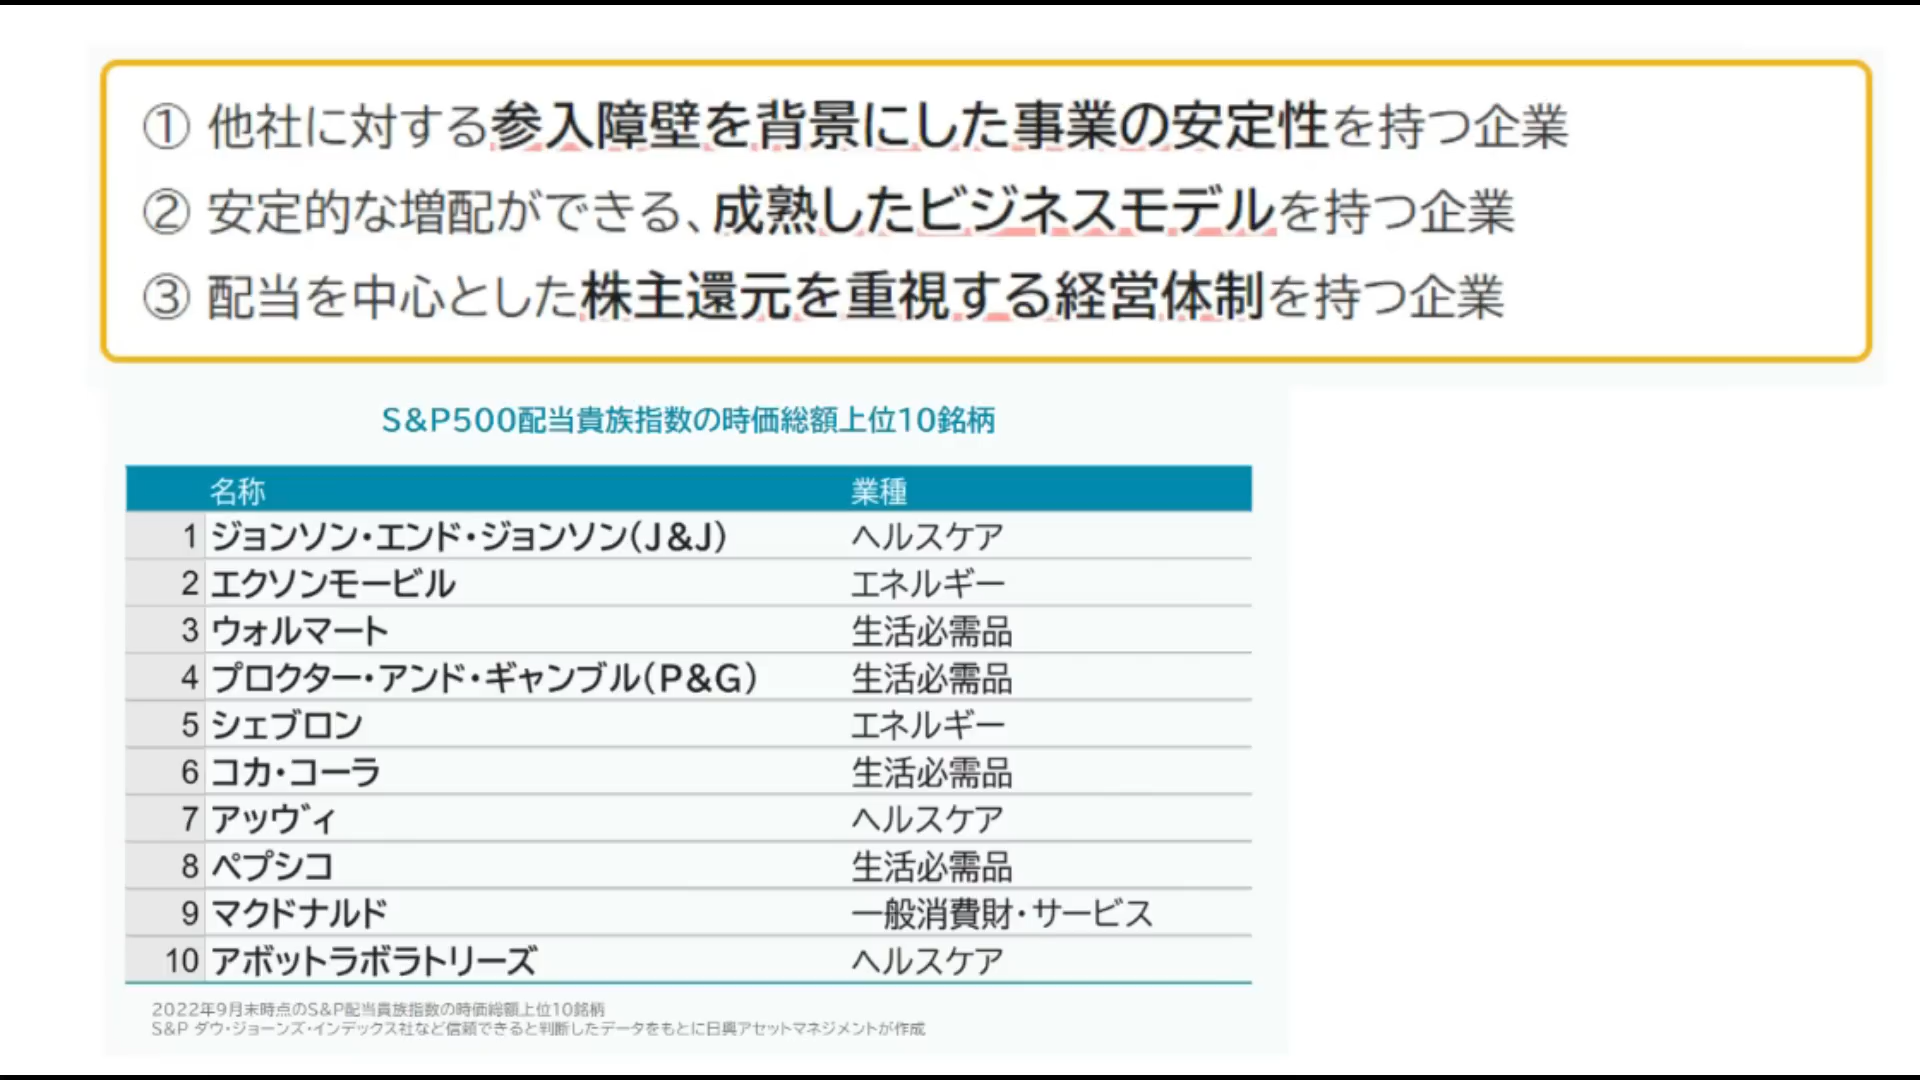 ① 他社に対する参入障壁を背景にした事業の安定性を持つ企業
② 安定的な増配ができる、成熟したビジネスモデルを持つ企業
③ 配当を中心とした株主還元を重視する経営体制を持つ企業
S&P500配当貴族指数の時価総額上位10銘柄
名称 業種
1 ジョンソン・エンド・ジョンソン(J&J) ヘルスケア
2 エクソンモービル エネルギー
3 ウォルマート 生活必需品
4 プロクター・アンド・ギャンブル(P&G) 生活必需品
5 シェブロン エネルギー
6 コカ・コーラ 生活必需品
7 アッヴィ ヘルスケア
8 ペプシコ 生活必需品
9 マクドナルド 一般消費財・サービス
10 アボットラボラトリーズ ヘルスケア
2022年9月末時点のS&P配当貴族指数の時価総額上位10銘柄
S&P ダウ・ジョーンズ・インデックス社など信頼できると判断したデータをもとに日興アセットマネジメントが作成